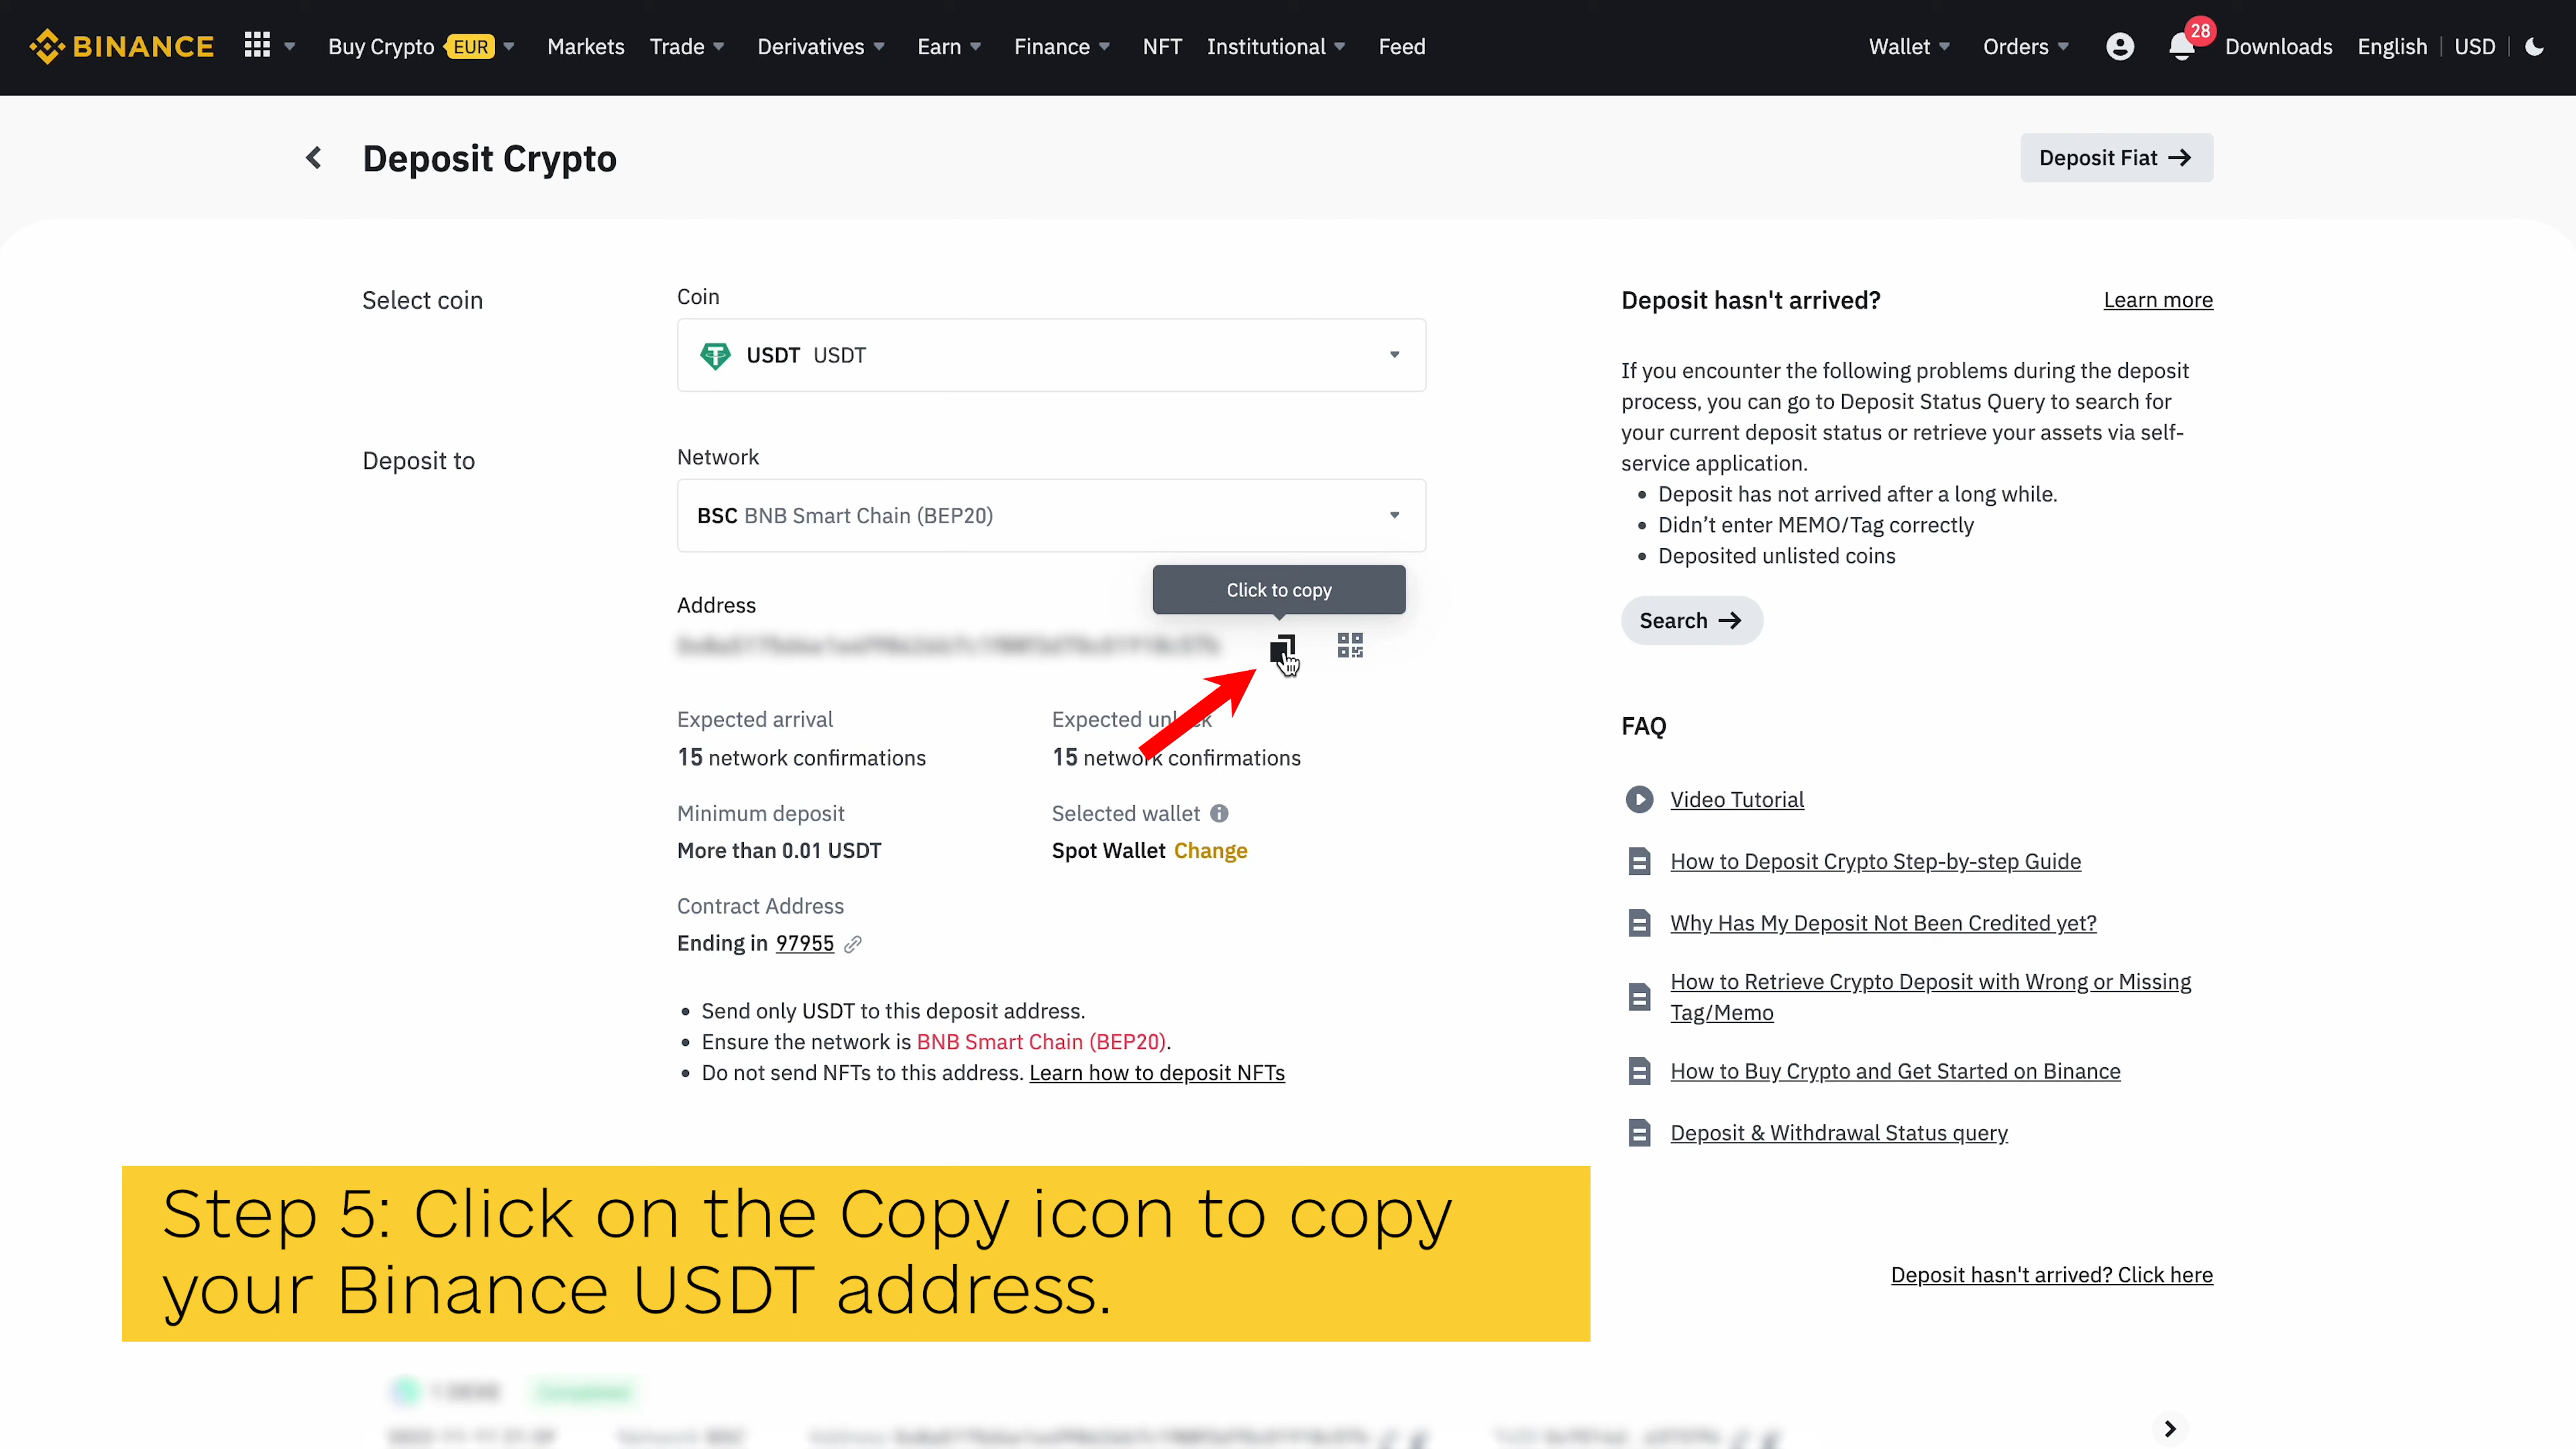 BINANCE Buy Crypto EUR Markets Trade Derivatives Earn Finance NFT Institutional Feed Wallet Orders 28 Downloads English USD
Deposit Crypto
Deposit Fiat
Select coin
Coin
USDT USDT
Deposit to
Network
BSC BNB Smart Chain (BEP20)
Click to copy
Address
Expected arrival
15 network confirmations
Expected
15 network confirmations
Minimum deposit
More than 0.01 USDT
Selected wallet
Spot Wallet Change
Contract Address
Ending in 97955
• Send only USDT to this deposit address.
• Ensure the network is BNB Smart Chain (BEP20).
• Do not send NFTs to this address. Learn how to deposit NFTs
Deposit hasn't arrived?
Learn more
If you encounter the following problems during the deposit
process, you can go to Deposit Status Query to search for
your current deposit status or retrieve your assets via self-
service application.
• Deposit has not arrived after a long while.
• Didn't enter MEMO/Tag correctly
• Deposited unlisted coins
Search
FAQ
Video Tutorial
How to Deposit Crypto Step-by-step Guide
Why Has My Deposit Not Been Credited yet?
How to Retrieve Crypto Deposit with Wrong or Missing
Tag/Memo
How to Buy Crypto and Get Started on Binance
Deposit & Withdrawal Status query
Deposit hasn't arrived? Click here
Step 5: Click on the Copy icon to copy
your Binance USDT address.